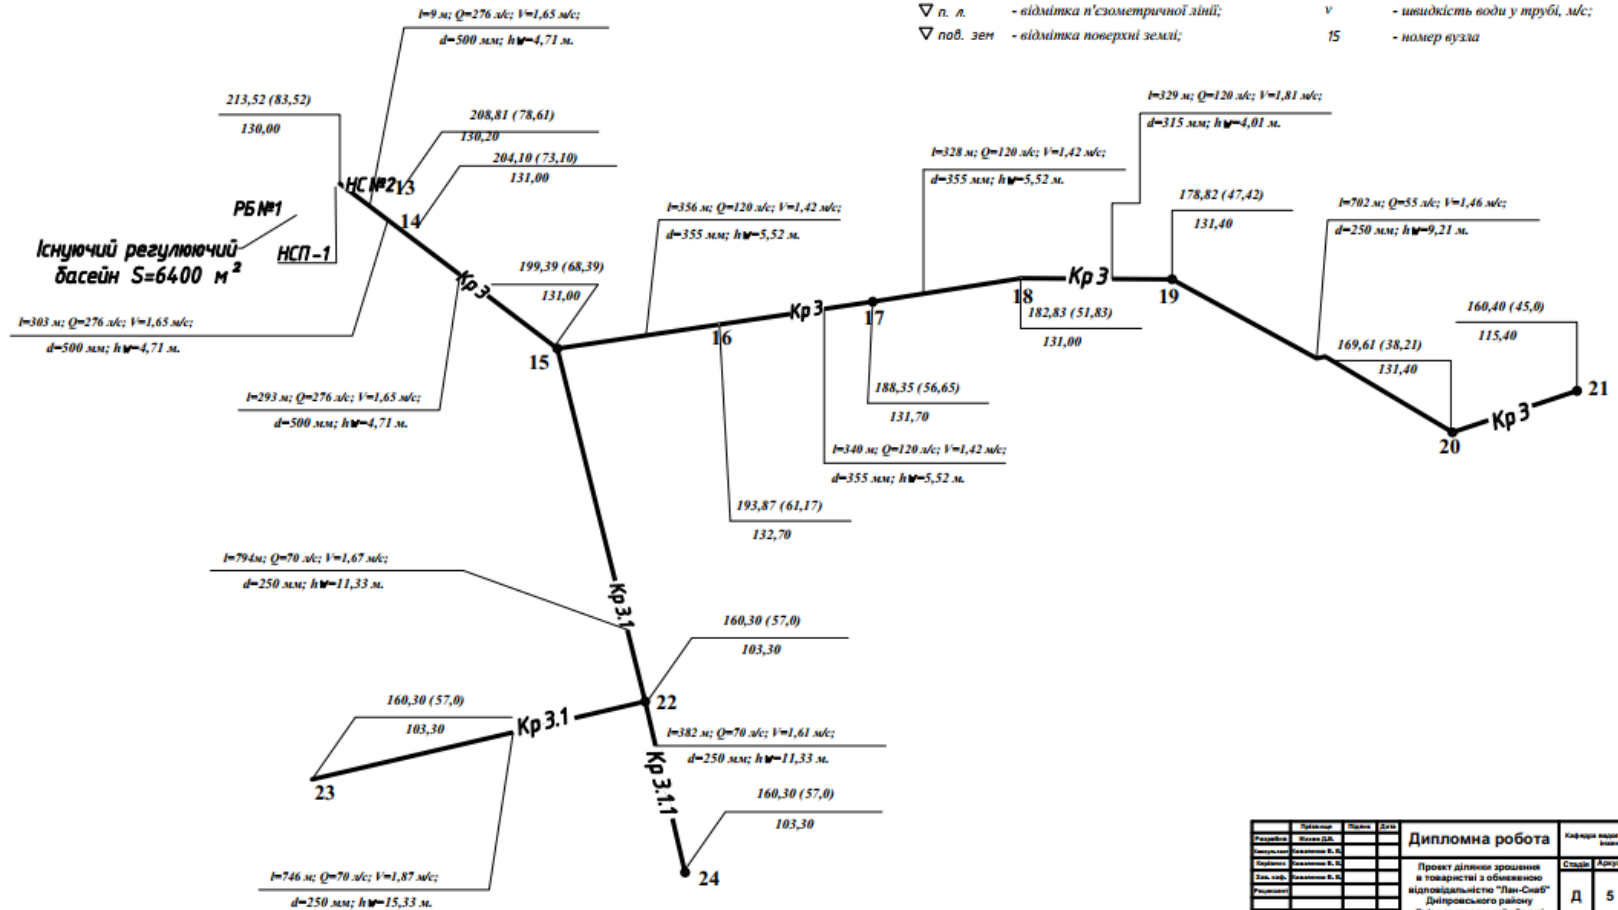 ▽ п. л. - відмітка п'єзометричної лінії;
v - швидкість води у трубі, м/с;
▽ пов. зем - відмітка поверхні землі;
15 - номер вузла
l=9 м; Q=276 л/с; V=1,65 м/с;
d=500 мм; hw=4,71 м.
213,52 (83,52)
130,00
208,81 (78,61)
130,20
204,10 (73,10)
131,00
НС №2
13
14
РБ №1
Існуючий регулюючий
басейн S=6400 м²
НСП-1
l=303 м; Q=276 л/с; V=1,65 м/с;
d=500 мм; hw=4,71 м.
Кр 3
199,39 (68,39)
131,00
l=293 м; Q=276 л/с; V=1,65 м/с;
d=500 мм; hw=4,71 м.
15
l=356 м; Q=120 л/с; V=1,42 м/с;
d=355 мм; hw=5,52 м.
16
Кр 3
17
l=328 м; Q=120 л/с; V=1,42 м/с;
d=355 мм; hw=5,52 м.
l=329 м; Q=120 л/с; V=1,81 м/с;
d=315 мм; hw=4,01 м.
18
Кр 3
19
182,83 (51,83)
131,00
178,82 (47,42)
131,40
l=702 м; Q=55 л/с; V=1,46 м/с;
d=250 мм; hw=9,21 м.
169,61 (38,21)
131,40
160,40 (45,0)
115,40
20
Кр 3
21
188,35 (56,65)
131,70
l=340 м; Q=120 л/с; V=1,42 м/с;
d=355 мм; hw=5,52 м.
193,87 (61,17)
132,70
l=794м; Q=70 л/с; V=1,67 м/с;
d=250 мм; hw=11,33 м.
Кр 3.1
160,30 (57,0)
103,30
22
160,30 (57,0)
103,30
Кр 3.1
23
l=382 м; Q=70 л/с; V=1,61 м/с;
d=250 мм; hw=11,33 м.
Кр 3.1.1
160,30 (57,0)
103,30
24
l=746 м; Q=70 л/с; V=1,87 м/с;
d=250 мм; hw=15,33 м.
Прізвище Підпис Дата
Дипломна робота
Кафедра
Керівник Коваленко В. В.
Зав. каф. Коваленко В. В.
Рецензент
Проект ділянки зрошення
в товаристві з обмеженою
відповідальністю "Лан-Снаб"
Дніпровського району
Стадія
Д 5